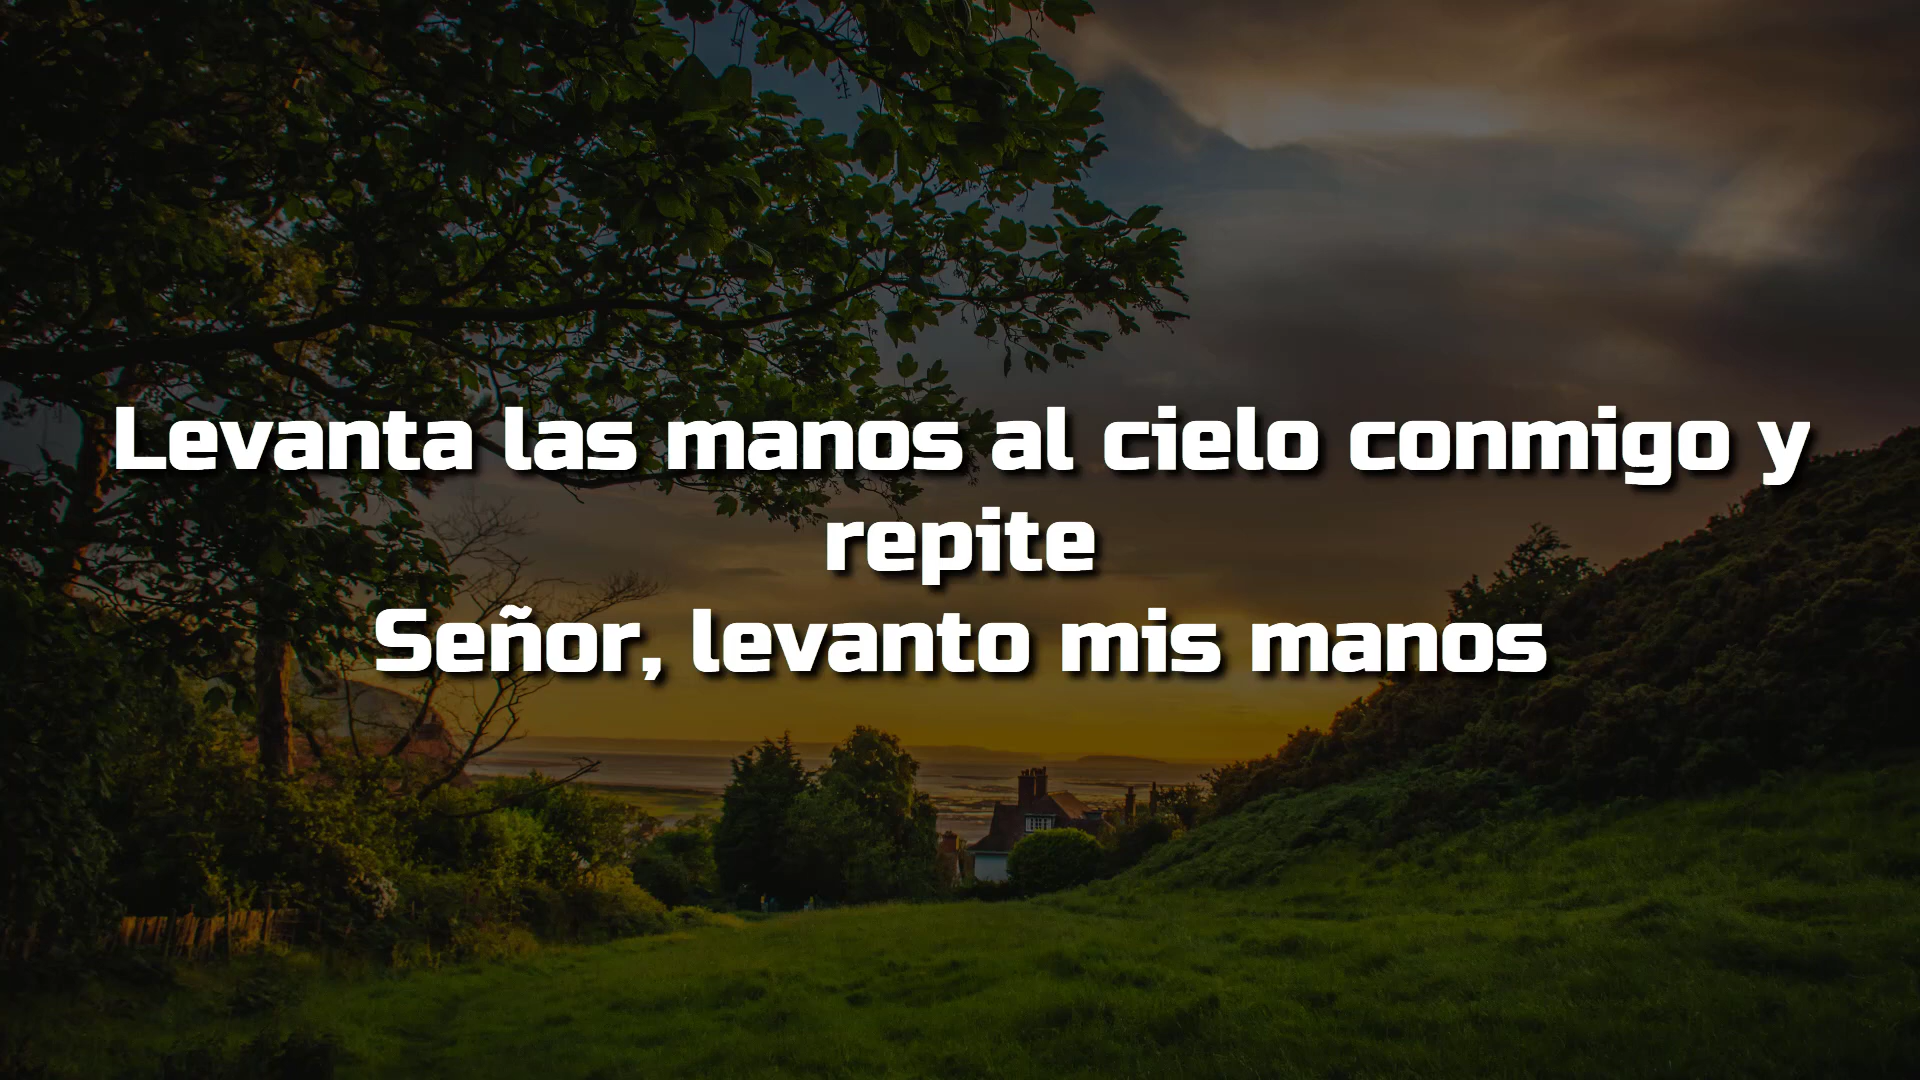 Levanta las manos al cielo conmigo y
repite
Señor, levanto mis manos